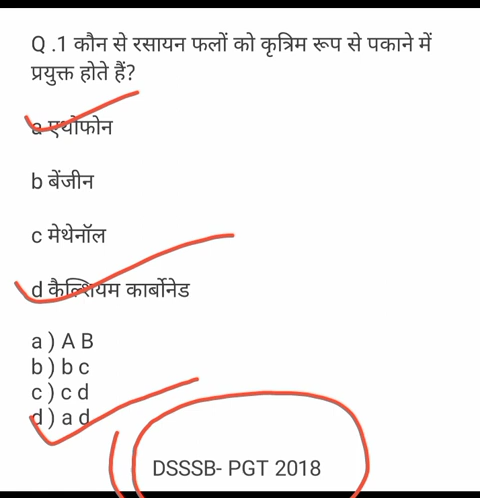 Q .1 कौन से रसायन फलों को कृत्रिम रूप से पकाने में
प्रयुक्त होते हैं?
a एथोफोन
b बेंजीन
c मेथेनॉल
d कैल्शियम कार्बोनेड
a ) A B
b ) b c
c ) c d
d ) a d
DSSSB- PGT 2018